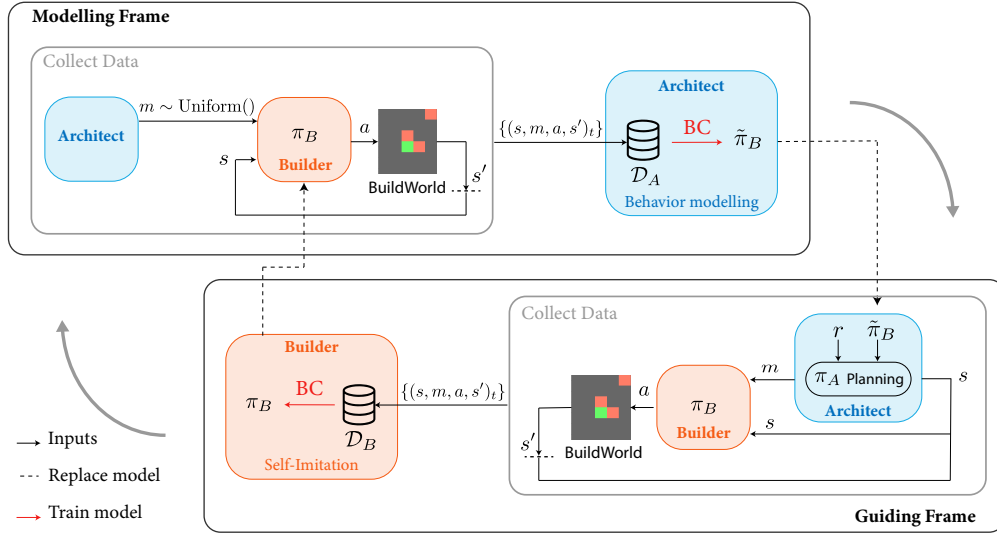 Modelling Frame
Collect Data
Architect
m ∼ Uniform()
π_B
Builder
s
a
BuildWorld
s′
{(s, m, a, s′)_t}
Architect
D_A
BC
π̃_B
Behavior modelling
Collect Data
r
π̃_B
π_A Planning
Architect
s
m
s
π_B
Builder
a
BuildWorld
s′
{(s, m, a, s′)_t}
Builder
π_B
BC
D_B
Self-Imitation
Inputs
Replace model
Train model
Guiding Frame